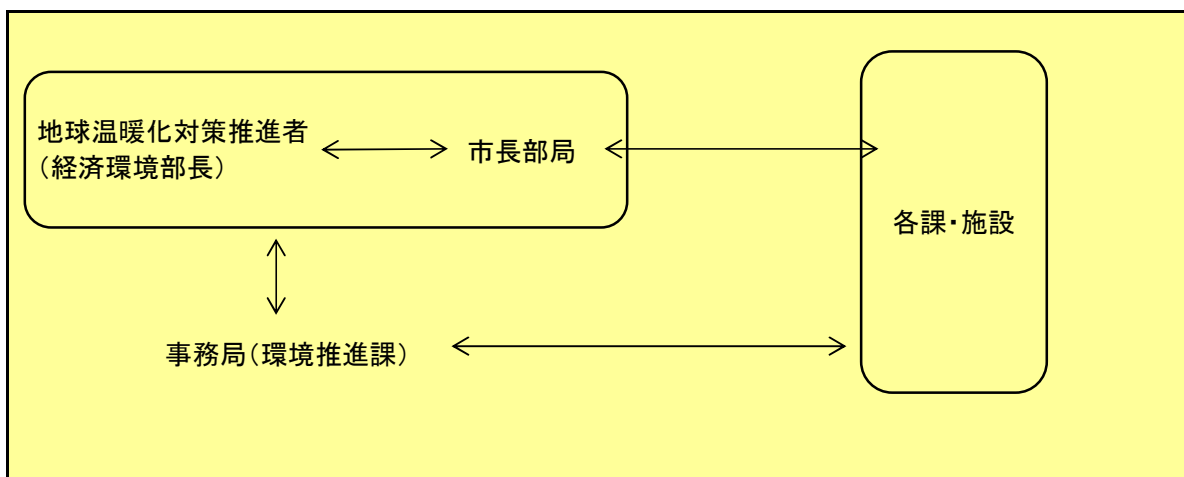 地球温暖化対策推進者
（経済環境部長）
市長部局
各課・施設
事務局（環境推進課）